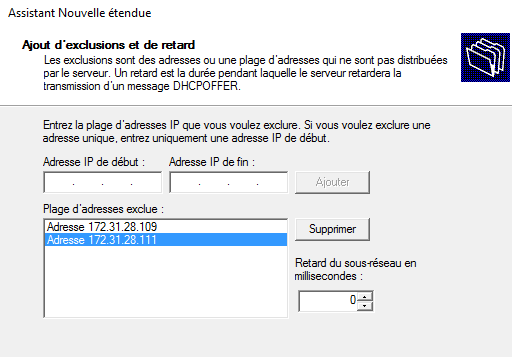 Assistant Nouvelle étendue
Ajout d'exclusions et de retard
Les exclusions sont des adresses ou une plage d'adresses qui ne sont pas distribuées
par le serveur. Un retard est la durée pendant laquelle le serveur retardera la
transmission d'un message DHCPOFFER.
Entrez la plage d'adresses IP que vous voulez exclure. Si vous voulez exclure une
adresse unique, entrez uniquement une adresse IP de début.
Adresse IP de début : Adresse IP de fin :
. . . . . . Ajouter
Plage d'adresses exclue :
Adresse 172.31.28.109 Supprimer
Adresse 172.31.28.111
Retard du sous-réseau en
millisecondes :
0